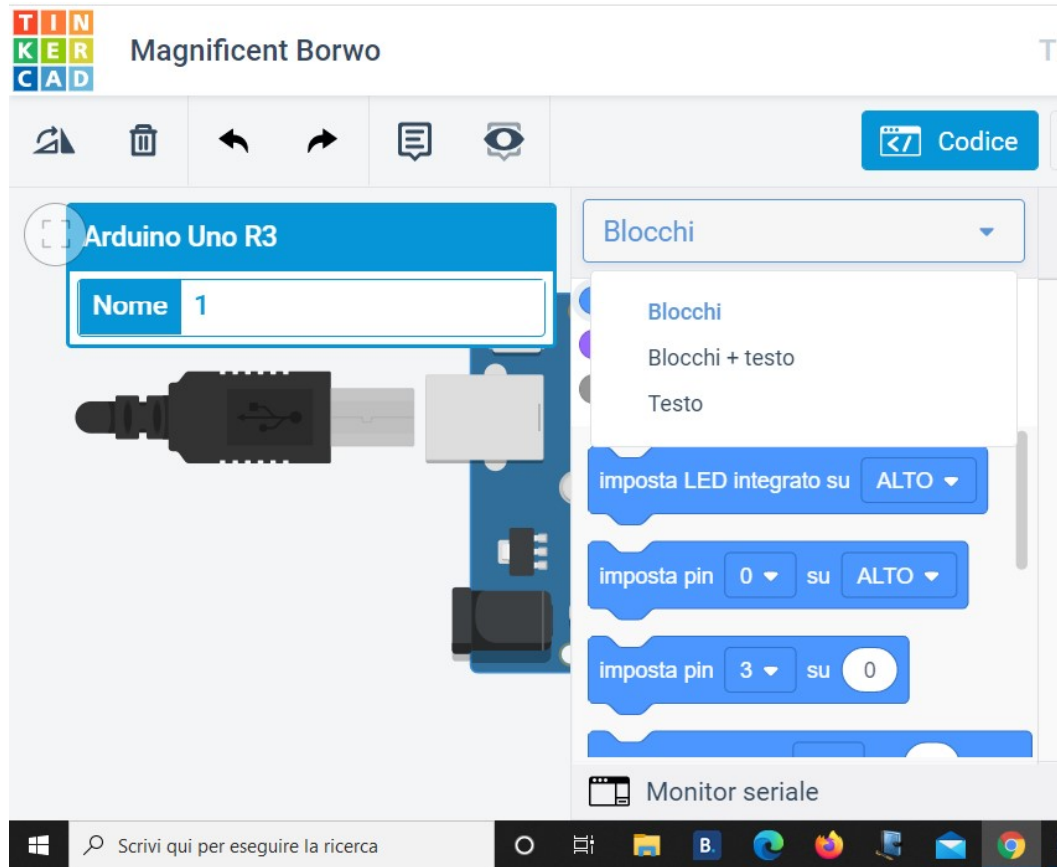 TIN
KER
CAD
Magnificent Borwo
T
Codice
Arduino Uno R3
Nome 1
Blocchi
Blocchi
Blocchi + testo
Testo
imposta LED integrato su ALTO
imposta pin 0 su ALTO
imposta pin 3 su 0
Monitor seriale
Scrivi qui per eseguire la ricerca
B.